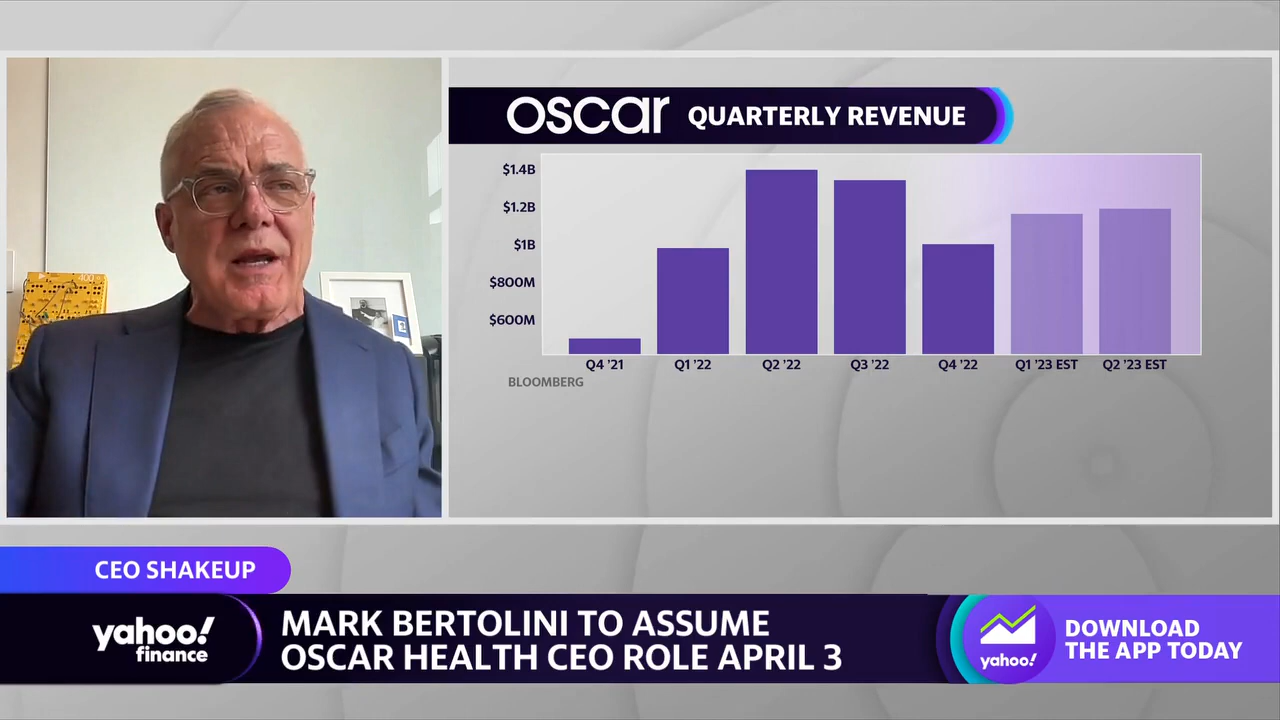 oscar QUARTERLY REVENUE
$1.4B
$1.2B
$1B
$800M
$600M
Q4 '21 Q1 '22 Q2 '22 Q3 '22 Q4 '22 Q1 '23 EST Q2 '23 EST
BLOOMBERG
CEO SHAKEUP
yahoo!
finance
MARK BERTOLINI TO ASSUME
OSCAR HEALTH CEO ROLE APRIL 3
yahoo!
DOWNLOAD
THE APP TODAY